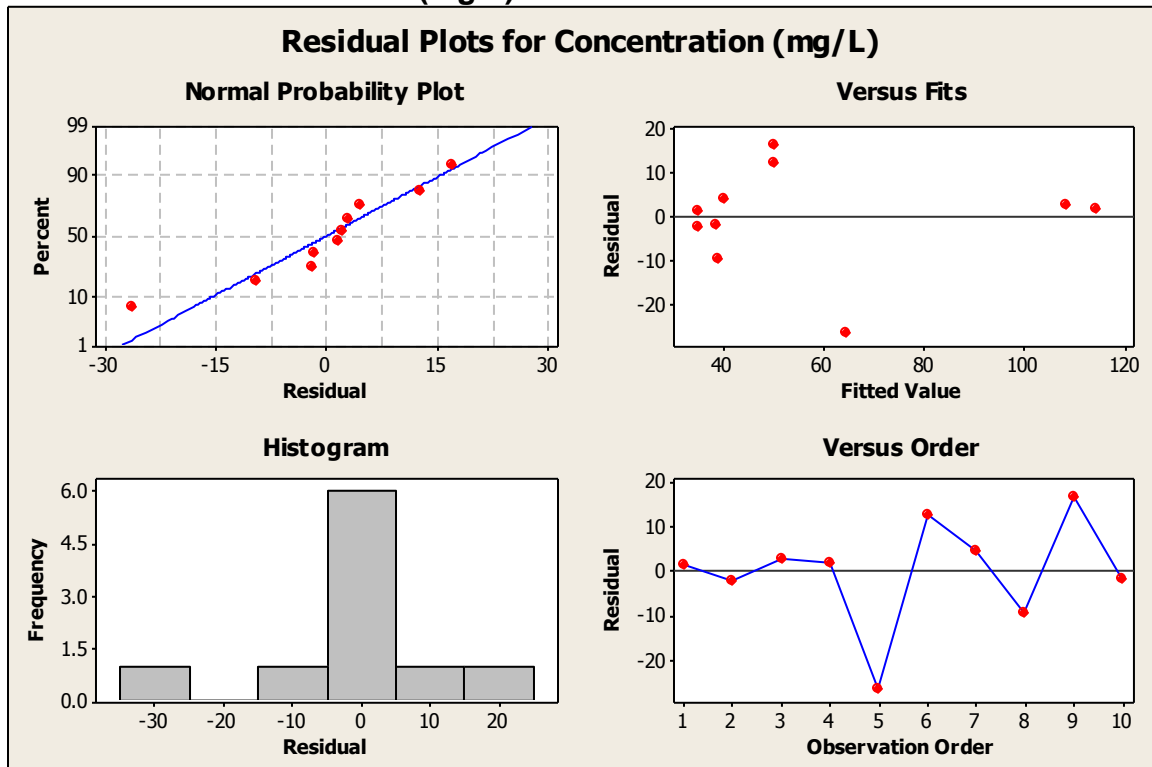 Residual Plots for Concentration (mg/L)
Normal Probability Plot
99
90
50
10
1
Percent
-30 -15 0 15 30
Residual
Versus Fits
20
10
0
-10
-20
Residual
40 60 80 100 120
Fitted Value
Histogram
6.0
4.5
3.0
1.5
0.0
Frequency
-30 -20 -10 0 10 20
Residual
Versus Order
20
10
0
-10
-20
Residual
1 2 3 4 5 6 7 8 9 10
Observation Order